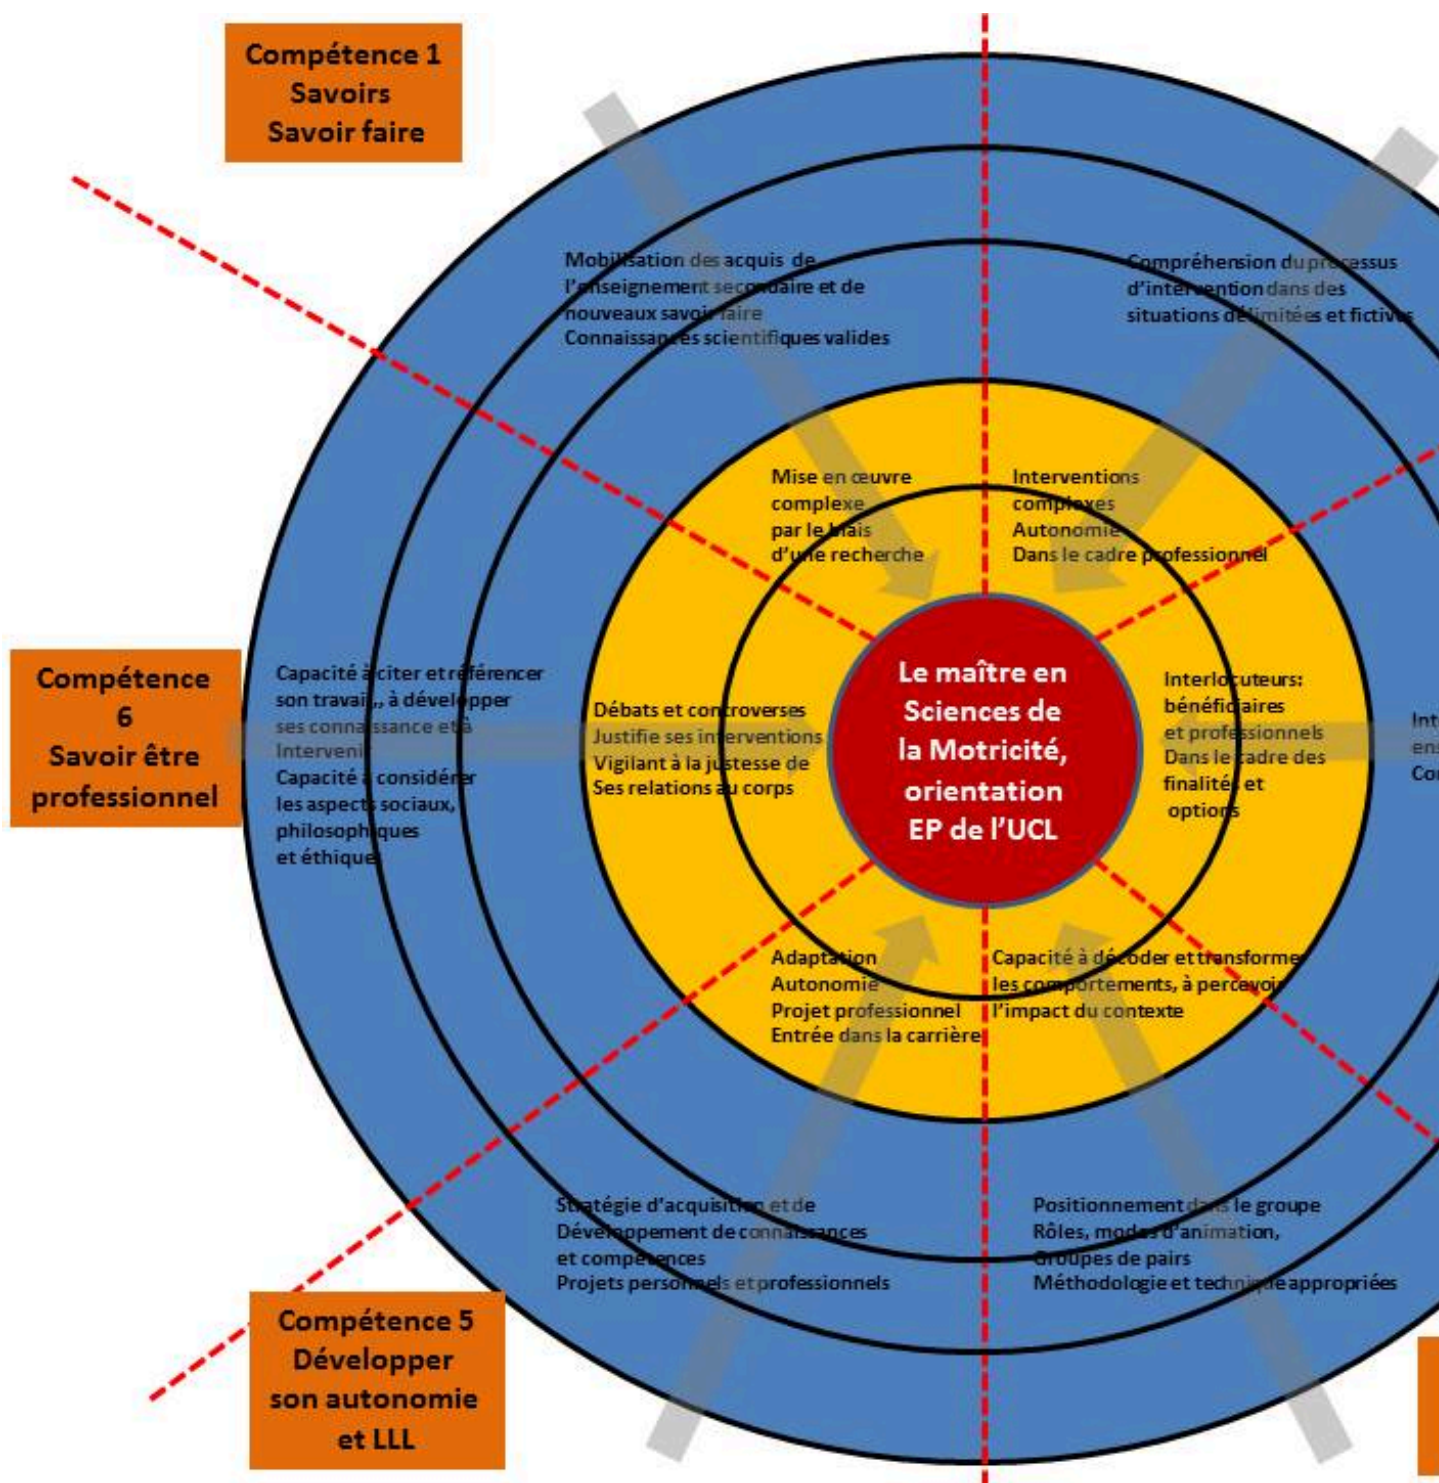 Compétence 1
Savoirs
Savoir faire
Mobilisation des acquis de
l'enseignement secondaire et de
nouveaux savoir faire
Connaissances scientifiques valides
Compréhension du processus
d'intervention dans des
situations délimitées et fictives
Mise en œuvre
complexe
par le biais
d'une recherche
Interventions
complexes
Autonomie
Dans le cadre professionnel
Compétence
6
Savoir être
professionnel
Capacité à citer et référencer
son travail,, à développer
ses connaissance et à
Intervenir
Capacité à considérer
les aspects sociaux,
philosophiques
et éthiques
Débats et controverses
Justifie ses interventions
Vigilant à la justesse de
Ses relations au corps
Le maître en
Sciences de
la Motricité,
orientation
EP de l'UCL
Interlocuteurs:
bénéficiaires
et professionnels
Dans le cadre des
finalités et
options
Adaptation
Autonomie
Projet professionnel
Entrée dans la carrière
Capacité à décoder et transformer
les comportements, à percevoir
l'impact du contexte
Stratégie d'acquisition et de
Développement de connaissances
et compétences
Projets personnels et professionnels
Positionnement dans le groupe
Rôles, modes d'animation,
Groupes de pairs
Méthodologie et technique appropriées
Compétence 5
Développer
son autonomie
et LLL